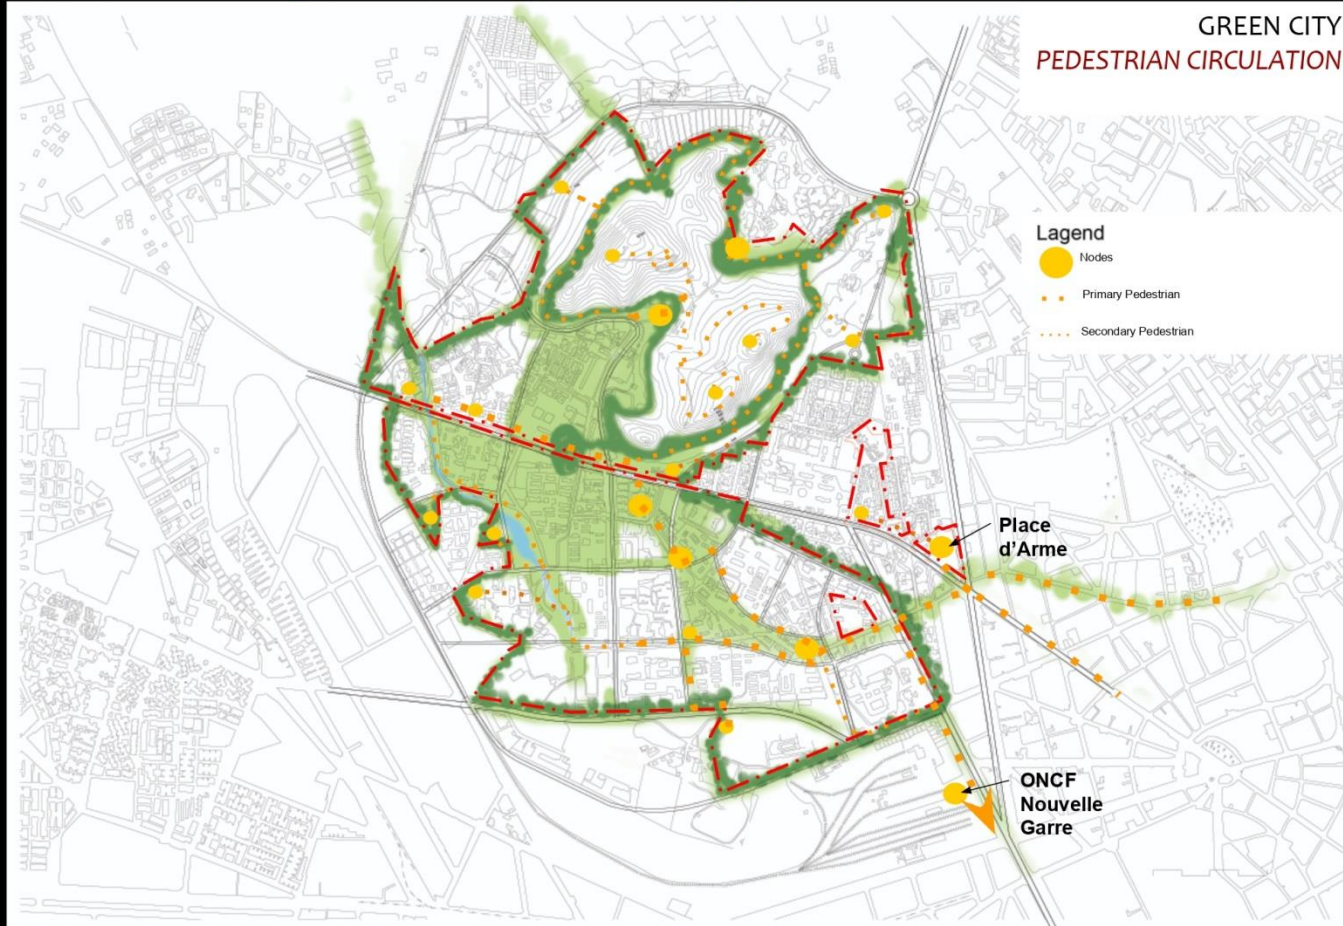 GREEN CITY
PEDESTRIAN CIRCULATION
Lagend
Nodes
Primary Pedestrian
Secondary Pedestrian
Place
d'Arme
ONCF
Nouvelle
Garre